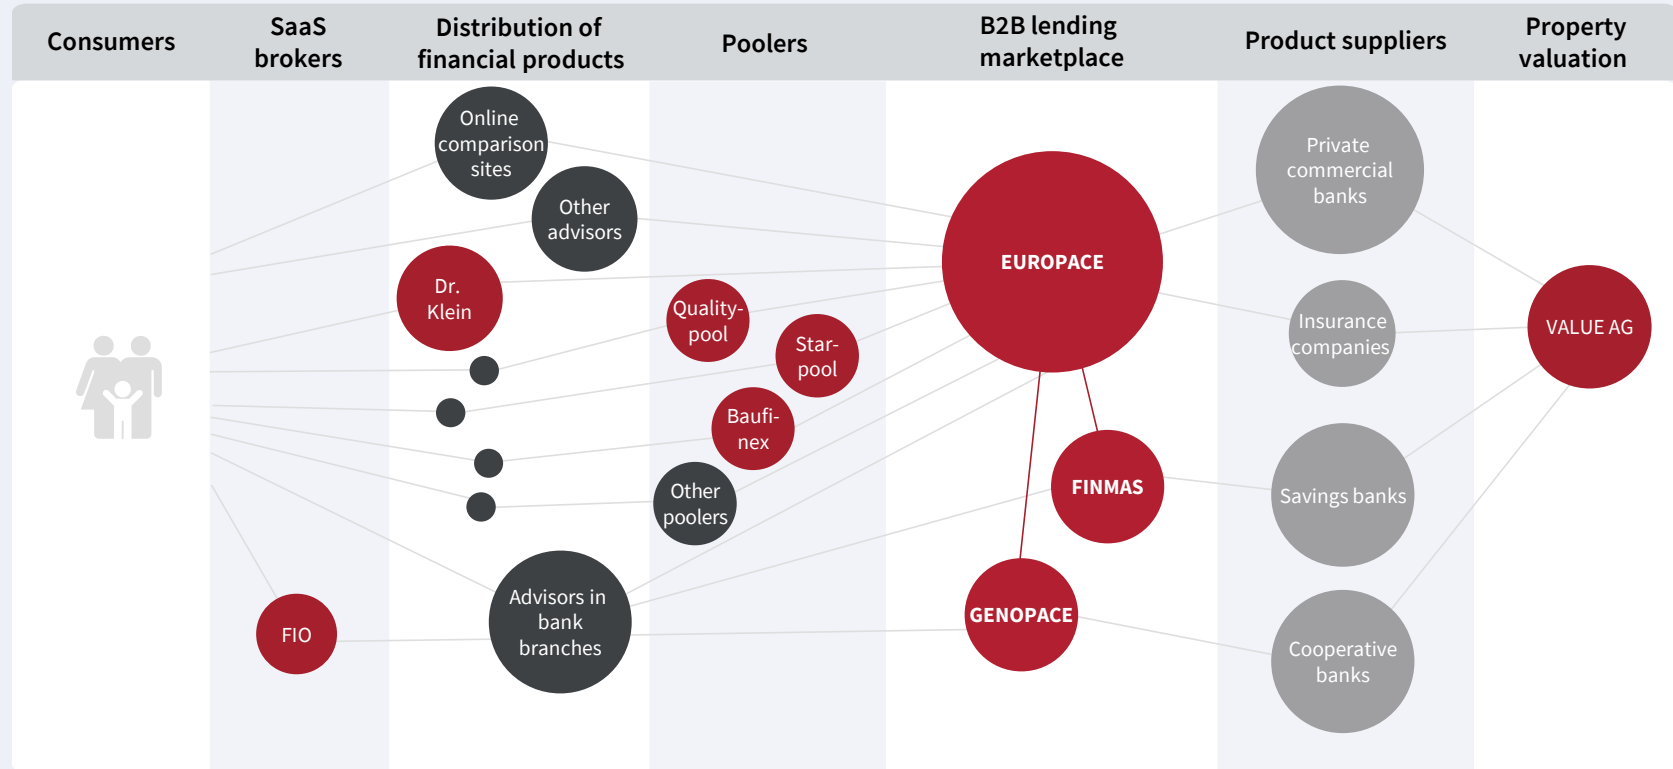 Consumers
SaaS
brokers
Distribution of
financial products
Poolers
B2B lending
marketplace
Product suppliers
Property
valuation
Online
comparison
sites
Other
advisors
Dr.
Klein
Quality-
pool
Star-
pool
Baufi-
nex
Other
poolers
Advisors in
bank
branches
FIO
EUROPACE
FINMAS
GENOPACE
Private
commercial
banks
Insurance
companies
Savings banks
Cooperative
banks
VALUE AG